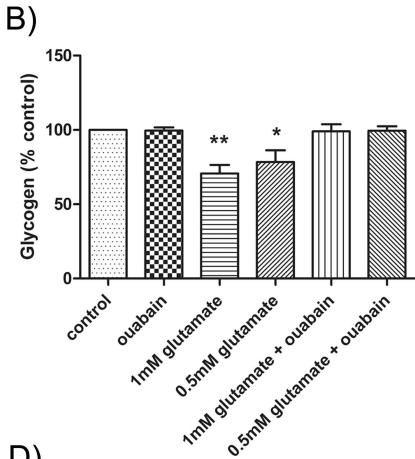 B)
150
100
50
0
Glycogen (% control)
**
*
control
ouabain
1mM glutamate
0.5mM glutamate
1mM glutamate + ouabain
0.5mM glutamate + ouabain
D)